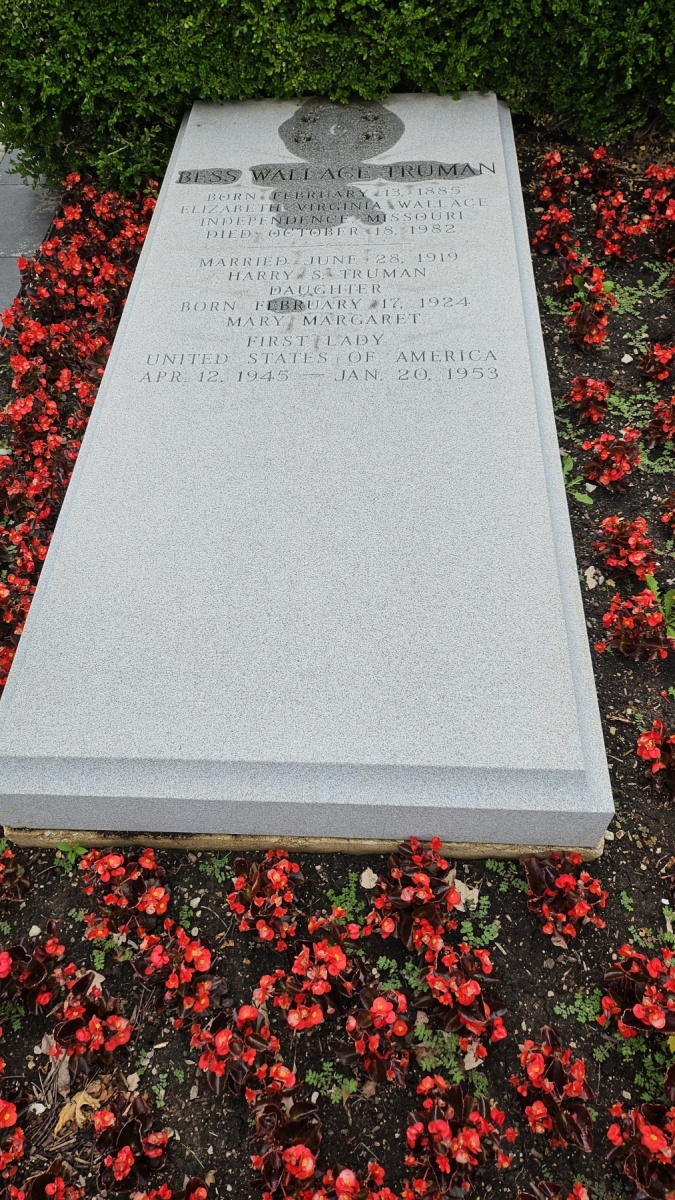 BESS WALLACE TRUMAN
BORN FEBRUARY 13, 1885
ELIZABETH VIRGINIA WALLACE
INDEPENDENCE, MISSOURI
DIED OCTOBER 18, 1982
MARRIED JUNE 28, 1919
HARRY S. TRUMAN
DAUGHTER
BORN FEBRUARY 17, 1924
MARY MARGARET
FIRST LADY
UNITED STATES OF AMERICA
APR. 12, 1945 — JAN. 20, 1953